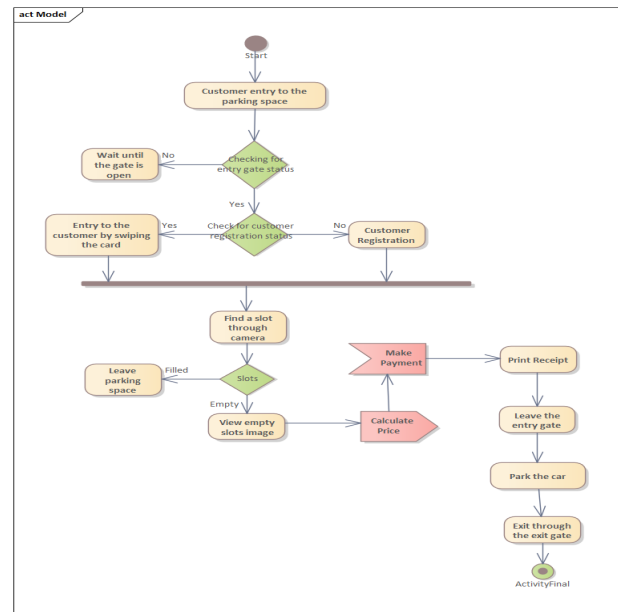 act Model
Start
Customer entry to the
parking space
Wait until
the gate is
open
No
Checking for
entry gate status
Yes
Entry to the
customer by swiping
the card
Yes
Check for customer
registration status
No
Customer
Registration
Find a slot
through
camera
Make
Payment
Print Receipt
Leave
parking
space
Filled
Slots
Empty
View empty
slots image
Calculate
Price
Leave the
entry gate
Park the car
Exit through
the exit gate
ActivityFinal